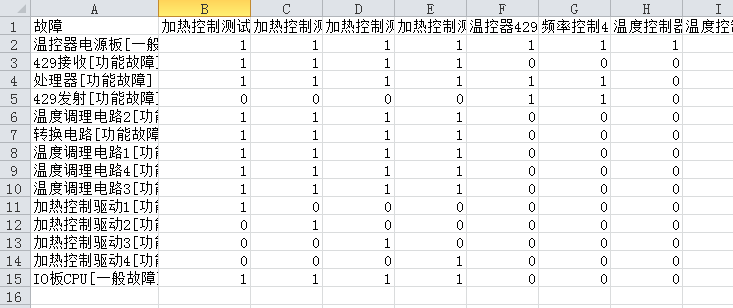 A B C D E F G H I
1 故障 加热控制测试 加热控制测 加热控制测 加热控制测 温控器429 频率控制4 温度控制器 温度控
2 温控器电源板[一般 1 1 1 1 1 1 1
3 429接收[功能故障] 1 1 1 1 0 0 0
4 处理器[功能故障] 1 1 1 1 1 1 0
5 429发射[功能故障] 0 0 0 0 1 1 0
6 温度调理电路2[功 1 1 1 1 0 0 0
7 转换电路[功能故障 1 1 1 1 0 0 0
8 温度调理电路1[功 1 1 1 1 0 0 0
9 温度调理电路4[功 1 1 1 1 0 0 0
10 温度调理电路3[功 1 1 1 1 0 0 0
11 加热控制驱动1[功 1 0 0 0 0 0 0
12 加热控制驱动2[功 0 1 0 0 0 0 0
13 加热控制驱动3[功 0 0 1 0 0 0 0
14 加热控制驱动4[功 0 0 0 1 0 0 0
15 IO板CPU[一般故障] 1 1 1 1 0 0 0
16